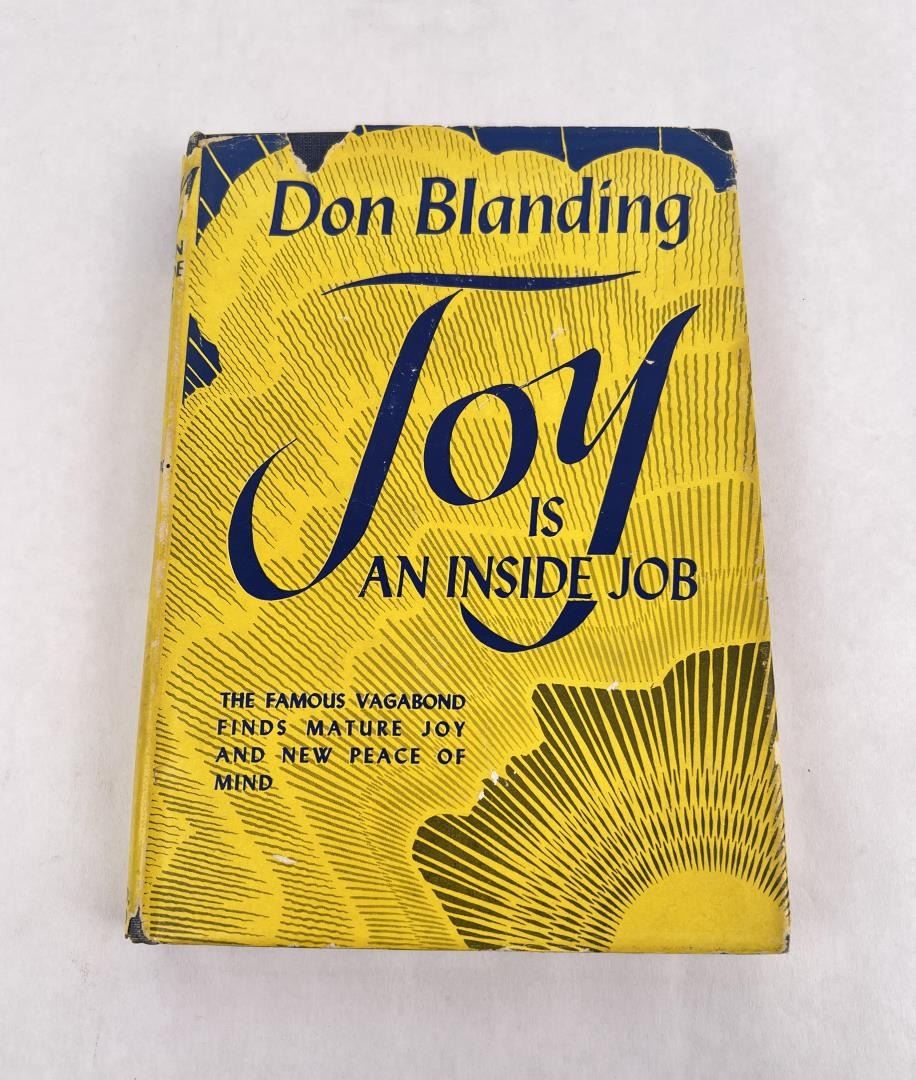 Don Blanding
Joy
IS
AN INSIDE JOB
THE FAMOUS VAGABOND
FINDS MATURE JOY
AND NEW PEACE OF
MIND